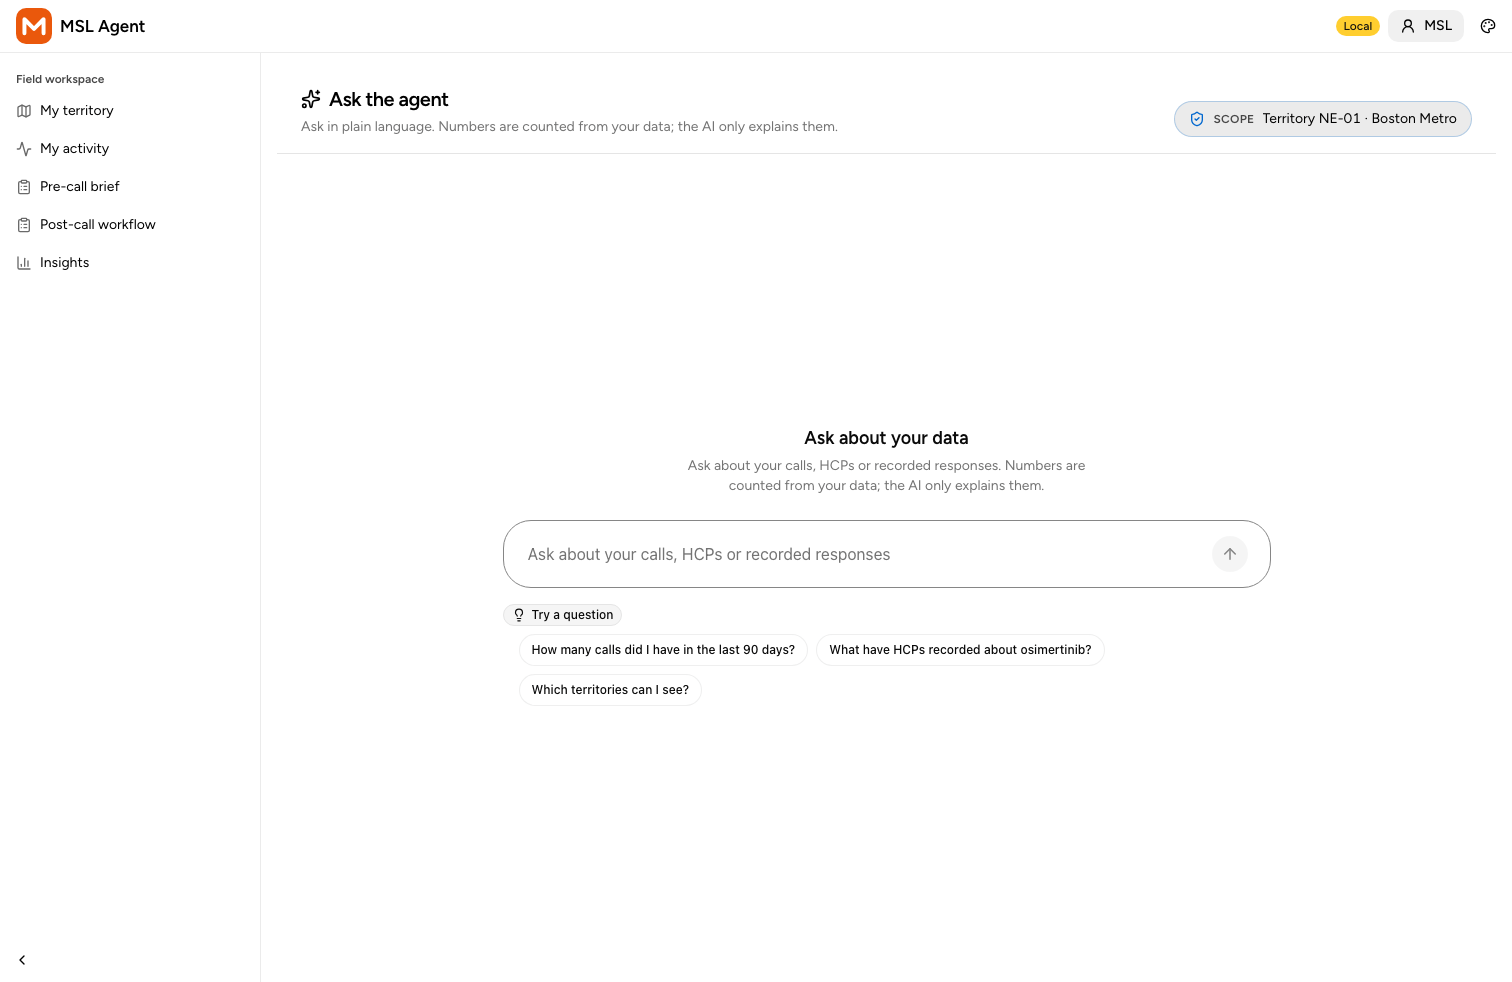 MSL Agent
Local
MSL
Field workspace
My territory
My activity
Pre-call brief
Post-call workflow
Insights
Ask the agent
Ask in plain language. Numbers are counted from your data; the AI only explains them.
SCOPE Territory NE-01 · Boston Metro
Ask about your data
Ask about your calls, HCPs or recorded responses. Numbers are
counted from your data; the AI only explains them.
Ask about your calls, HCPs or recorded responses
Try a question
How many calls did I have in the last 90 days?
What have HCPs recorded about osimertinib?
Which territories can I see?